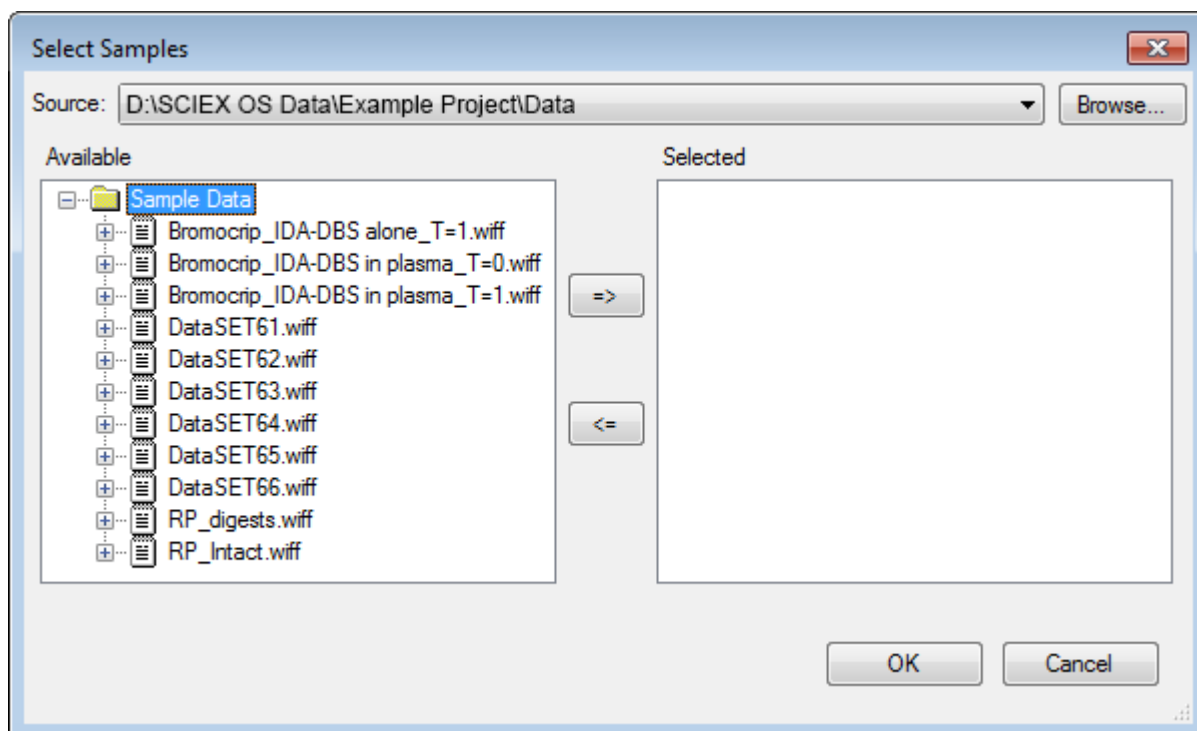 Select Samples
Source: D:\SCIEX OS Data\Example Project\Data Browse...
Available Selected
Sample Data
Bromocrip_IDA-DBS alone_T=1.wiff
Bromocrip_IDA-DBS in plasma_T=0.wiff
Bromocrip_IDA-DBS in plasma_T=1.wiff
=>
DataSET61.wiff
DataSET62.wiff
DataSET63.wiff
DataSET64.wiff
<=
DataSET65.wiff
DataSET66.wiff
RP_digests.wiff
RP_Intact.wiff
OK Cancel